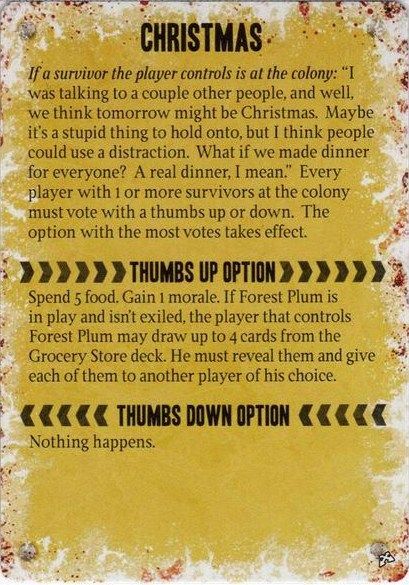 CHRISTMAS
If a survivor the player controls is at the colony: “I
was talking to a couple other people, and well,
we think tomorrow might be Christmas. Maybe
it’s a stupid thing to hold onto, but I think people
could use a distraction. What if we made dinner
for everyone? A real dinner, I mean.” Every
player with 1 or more survivors at the colony
must vote with a thumbs up or down. The
option with the most votes takes effect.
THUMBS UP OPTION
Spend 5 food. Gain 1 morale. If Forest Plum is
in play and isn’t exiled, the player that controls
Forest Plum may draw up to 4 cards from the
Grocery Store deck. He must reveal them and give
each of them to another player of his choice.
THUMBS DOWN OPTION
Nothing happens.